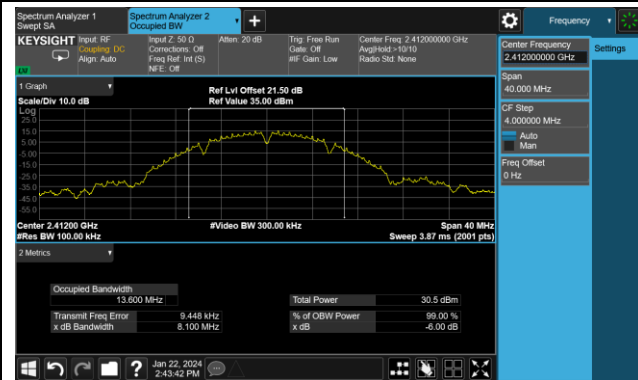 Spectrum Analyzer 1
Swept SA
Spectrum Analyzer 2
Occupied BW
Frequency
KEYSIGHT
Input: RF
Coupling: DC
Align: Auto
Input Z: 50 Ω
Corrections: Off
Freq Ref: Int (S)
NFE: Off
Atten: 20 dB
Trig: Free Run
Gate: Off
#IF Gain: Low
Center Freq: 2.412000000 GHz
Avg|Hold:>10/10
Radio Std: None
Center Frequency
2.412000000 GHz
Settings
Span
40.000 MHz
CF Step
4.000000 MHz
Auto
Man
Freq Offset
0 Hz
1 Graph
Scale/Div 10.0 dB
Ref Lvl Offset 21.50 dB
Ref Value 35.00 dBm
Log
25.0
15.0
5.00
-5.00
-15.0
-25.0
-35.0
-45.0
-55.0
Center 2.41200 GHz
#Res BW 100.00 kHz
#Video BW 300.00 kHz
Span 40 MHz
Sweep 3.87 ms (2001 pts)
2 Metrics
Occupied Bandwidth
13.600 MHz
Total Power 30.5 dBm
Transmit Freq Error 9.448 kHz
% of OBW Power 99.00 %
x dB Bandwidth 8.100 MHz
x dB -6.00 dB
Jan 22, 2024
2:43:42 PM